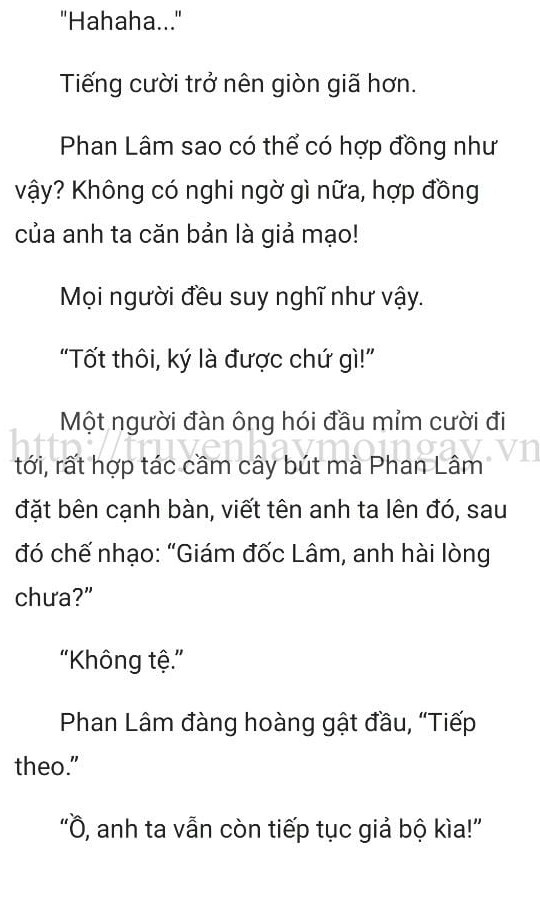 "Hahaha..."
Tiếng cười trở nên giòn giã hơn.
Phan Lâm sao có thể có hợp đồng như
vậy? Không có nghi ngờ gì nữa, hợp đồng
của anh ta căn bản là giả mạo!
Mọi người đều suy nghĩ như vậy.
“Tốt thôi, ký là được chứ gì!”
Một người đàn ông hói đầu mỉm cười đi
http://truyenhaymoingay.vn
tới, rất hợp tác cầm cây bút mà Phan Lâm
đặt bên cạnh bàn, viết tên anh ta lên đó, sau
đó chế nhạo: “Giám đốc Lâm, anh hài lòng
chưa?”
“Không tệ.”
Phan Lâm đàng hoàng gật đầu, “Tiếp
theo.”
“Ồ, anh ta vẫn còn tiếp tục giả bộ kìa!”